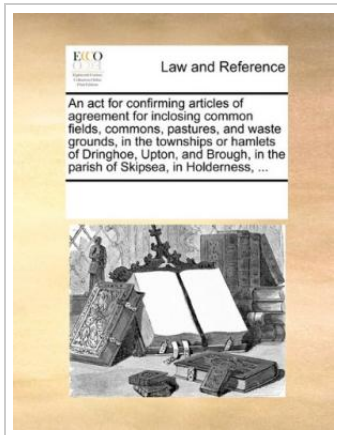 ECCO
Law and Reference
An act for confirming articles of
agreement for inclosing common
fields, commons, pastures, and waste
grounds, in the townships or hamlets
of Dringhoe, Upton, and Brough, in the
parish of Skipsea, in Holderness, ...